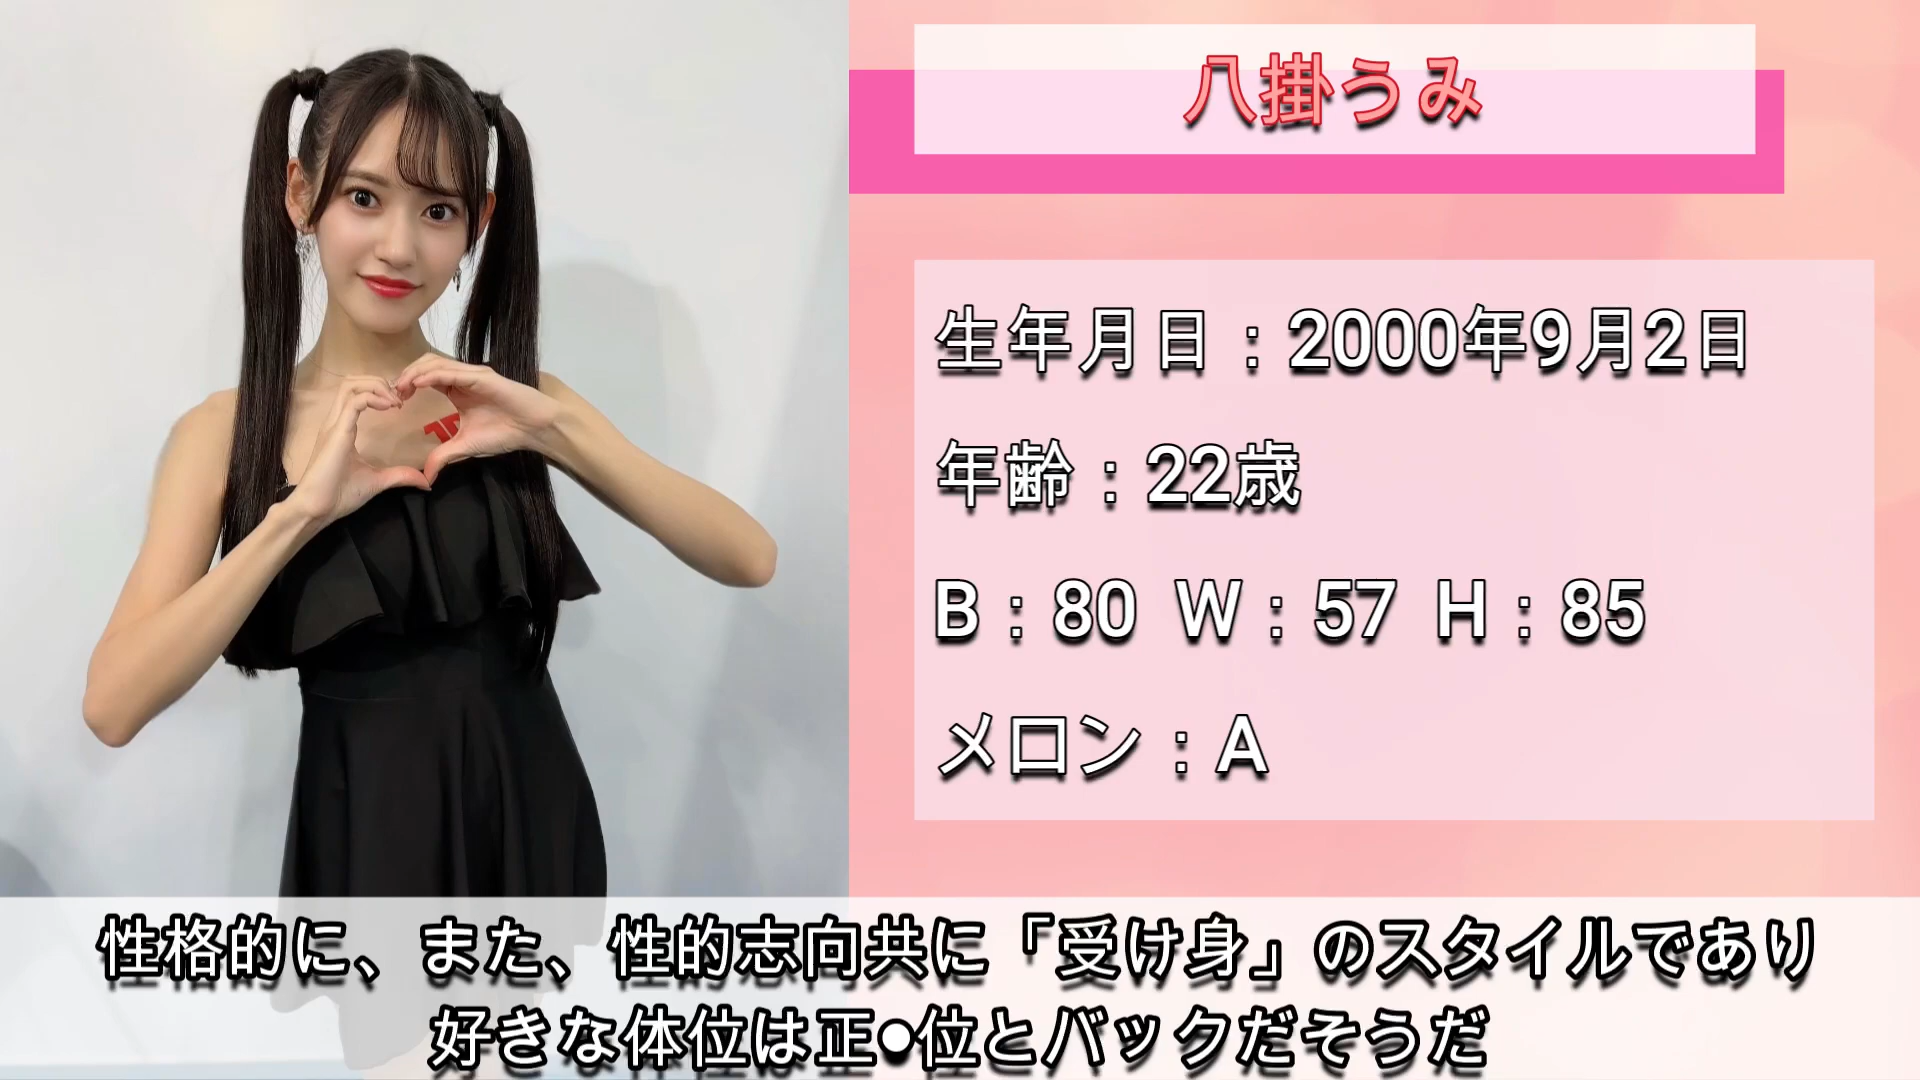 八掛うみ
生年月日：2000年9月2日
年齢：22歳
B：80 W：57 H：85
メロン：A
性格的に、また、性的志向共に「受け身」のスタイルであり
好きな体位は正●位とバックだそうだ